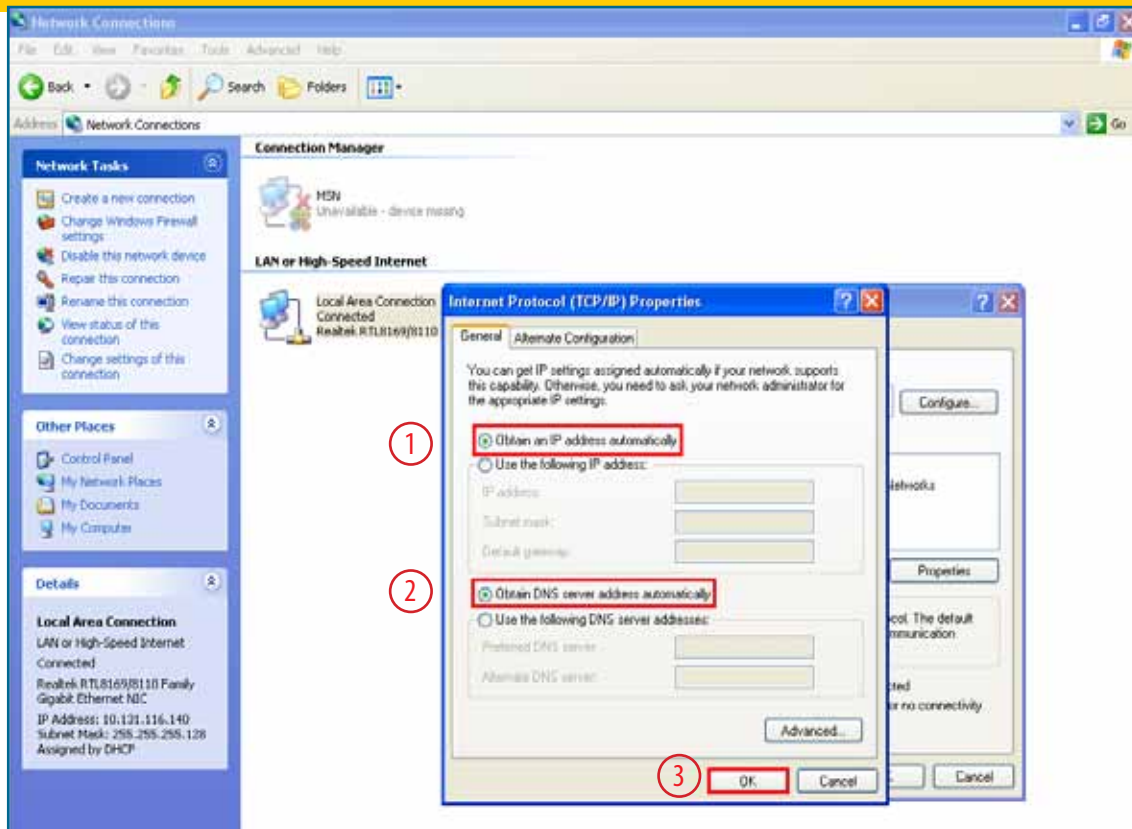 Network Connections
File Edit View Favorites Tools Advanced Help
Back
Search
Folders
Address
Network Connections
Go
Network Tasks
Create a new connection
Change Windows Firewall
settings
Disable this network device
Repair this connection
Rename this connection
View status of this
connection
Change settings of this
connection
Other Places
Control Panel
My Network Places
My Documents
My Computer
Details
Local Area Connection
LAN or High-Speed Internet
Connected
Realtek RTL8169/8110 Family
Gigabit Ethernet NIC
IP Address: 10.131.116.140
Subnet Mask: 255.255.255.128
Assigned by DHCP
Connection Manager
MSN
Unavailable - device missing
LAN or High-Speed Internet
Local Area Connection
Connected
Realtek RTL8169/8110
Internet Protocol (TCP/IP) Properties
General
Alternate Configuration
You can get IP settings assigned automatically if your network supports
this capability. Otherwise, you need to ask your network administrator for
the appropriate IP settings.
1
Obtain an IP address automatically
Use the following IP address:
IP address:
Subnet mask:
Default gateway:
2
Obtain DNS server address automatically
Use the following DNS server addresses:
Preferred DNS server:
Alternate DNS server:
Advanced...
3
OK
Cancel
Configure...
Networks
Properties
col. The default
mmunication
cted
or no connectivity
Cancel